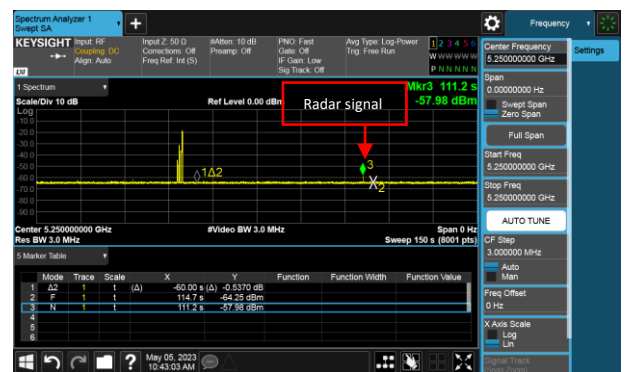 Spectrum Analyzer 1
Swept SA
Frequency
KEYSIGHT
Input: RF
Coupling: DC
Align: Auto
Input Z: 50 Ω
Corrections: Off
Freq Ref: Int (S)
#Atten: 10 dB
Preamp: Off
PNO: Fast
Gate: Off
IF Gain: Low
Sig Track: Off
Avg Type: Log-Power
Trig: Free Run
1 2 3 4 5 6
W W W W W W
P N N N N N
LXI
Center Frequency
5.250000000 GHz
Settings
1 Spectrum
Mkr3 111.2 s
Scale/Div 10 dB
Ref Level 0.00 dBm
-57.98 dBm
Radar signal
Log
-10.0
-20.0
-30.0
-40.0
-50.0
-60.0
-70.0
-80.0
-90.0
1Δ2
3
X2
Center 5.250000000 GHz
#Video BW 3.0 MHz
Span 0 Hz
Res BW 3.0 MHz
Sweep 150 s (8001 pts)
Span
0.00000000 Hz
Swept Span
Zero Span
Full Span
Start Freq
5.250000000 GHz
Stop Freq
5.250000000 GHz
AUTO TUNE
CF Step
3.000000 MHz
Auto
Man
Freq Offset
0 Hz
X Axis Scale
Log
Lin
Signal Track
(Span Zoom)
5 Marker Table
Mode Trace Scale X Y Function Function Width Function Value
1 Δ2 1 t (Δ) -60.00 s (Δ) -0.5370 dB
2 F 1 t 114.7 s -64.25 dBm
3 N 1 t 111.2 s -57.98 dBm
4
5
6
?
May 05, 2023
10:43:03 AM